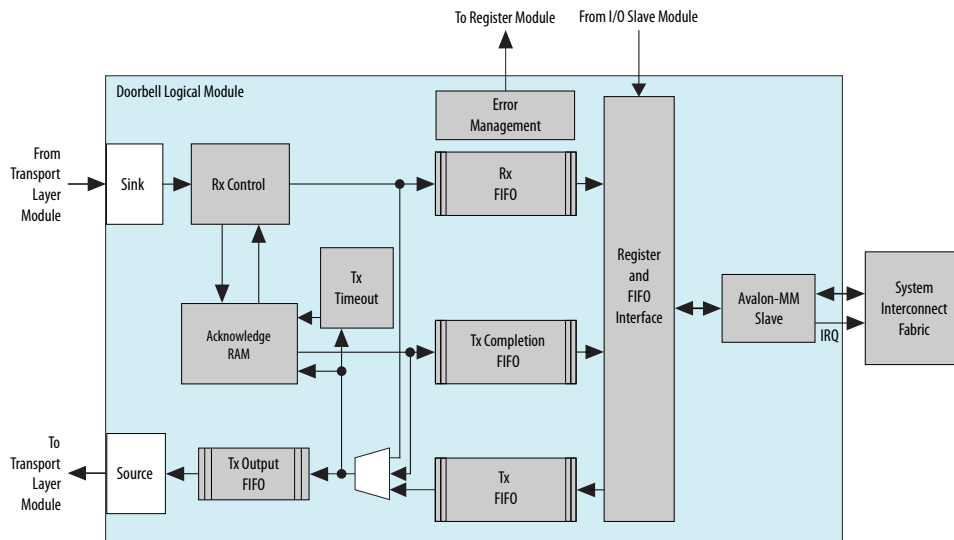 To Register Module
From I/O Slave Module
Doorbell Logical Module
Error
Management
From
Transport
Layer
Module
Sink
Rx Control
Rx
FIFO
Tx
Timeout
Register
and
FIFO
Interface
Avalon-MM
Slave
System
Interconnect
Fabric
IRQ
Acknowledge
RAM
Tx Completion
FIFO
To
Transport
Layer
Module
Source
Tx Output
FIFO
Tx
FIFO